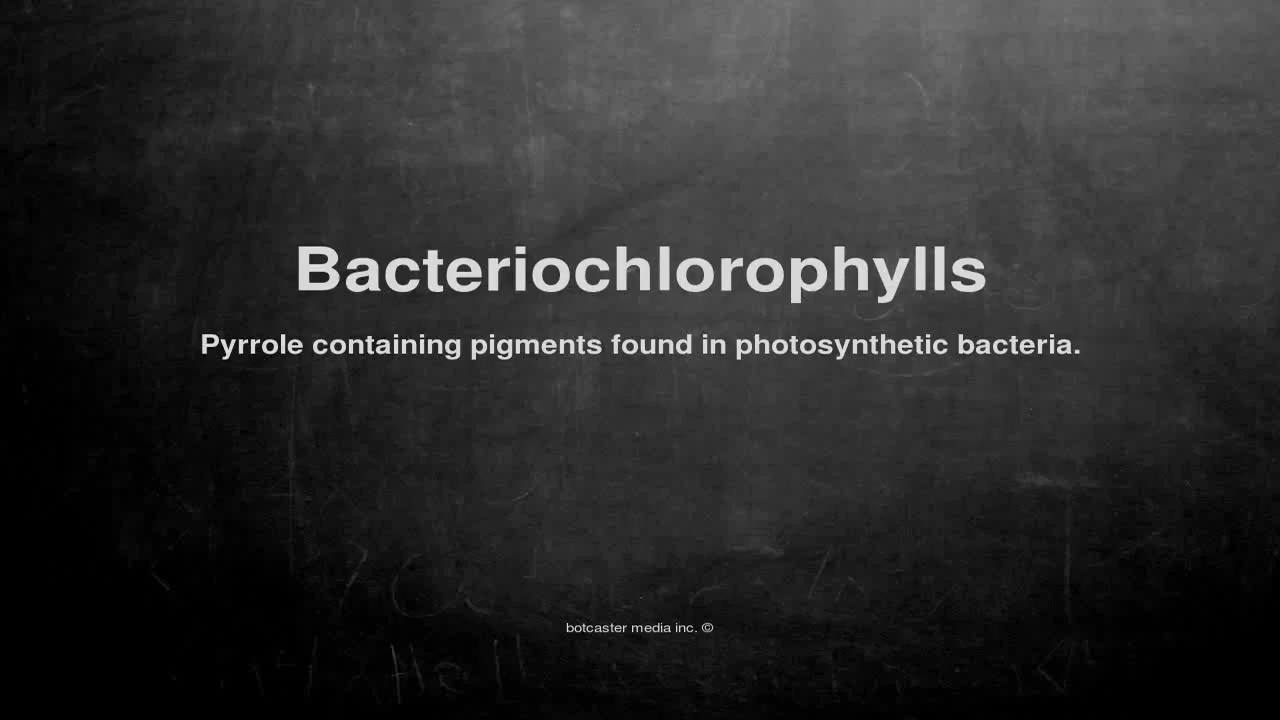 Bacteriochlorophylls
Pyrrole containing pigments found in photosynthetic bacteria.
botcaster media inc. ©